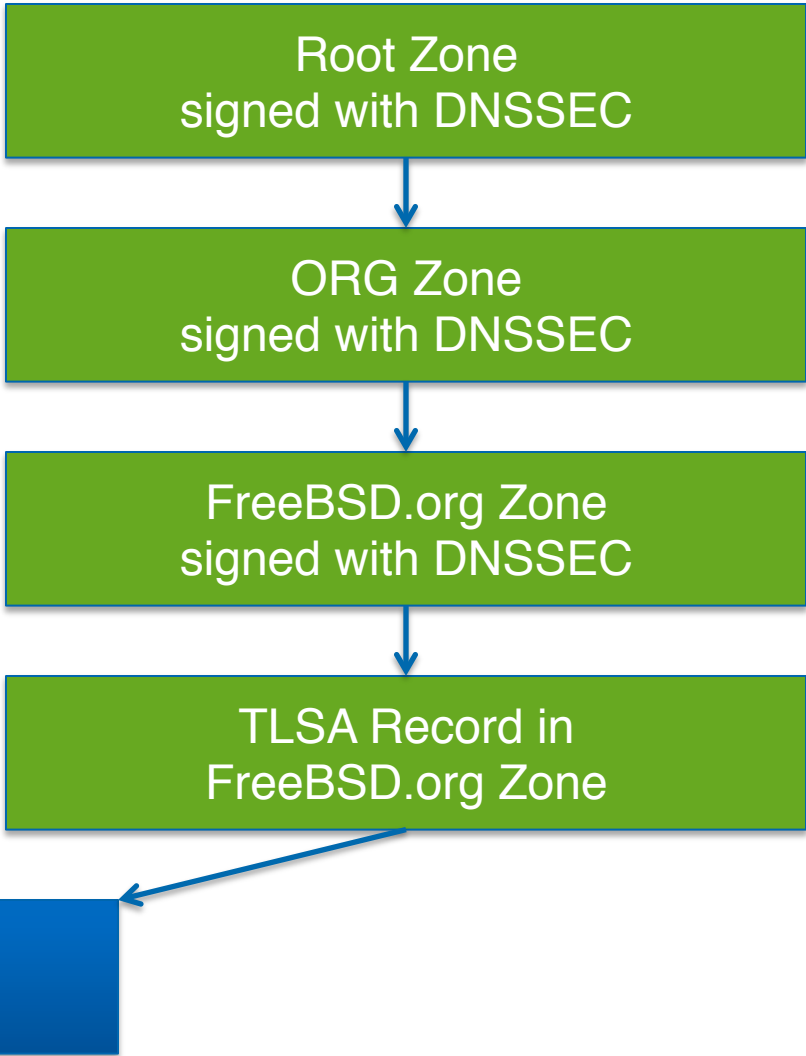 Root Zone
signed with DNSSEC
ORG Zone
signed with DNSSEC
FreeBSD.org Zone
signed with DNSSEC
TLSA Record in
FreeBSD.org Zone